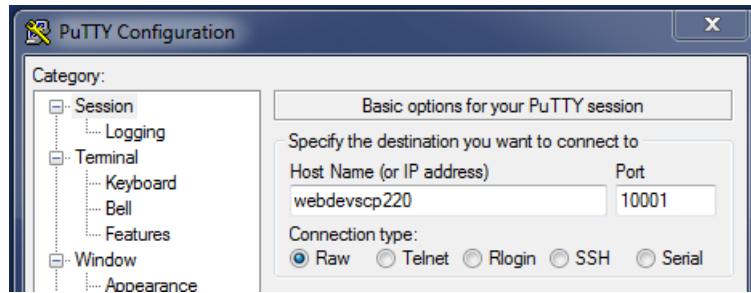 PuTTY Configuration
x
Category:
Session
Logging
Terminal
Keyboard
Bell
Features
Window
Appearance
Basic options for your PuTTY session
Specify the destination you want to connect to
Host Name (or IP address) Port
webdevscp220 10001
Connection type:
Raw Telnet Rlogin SSH Serial